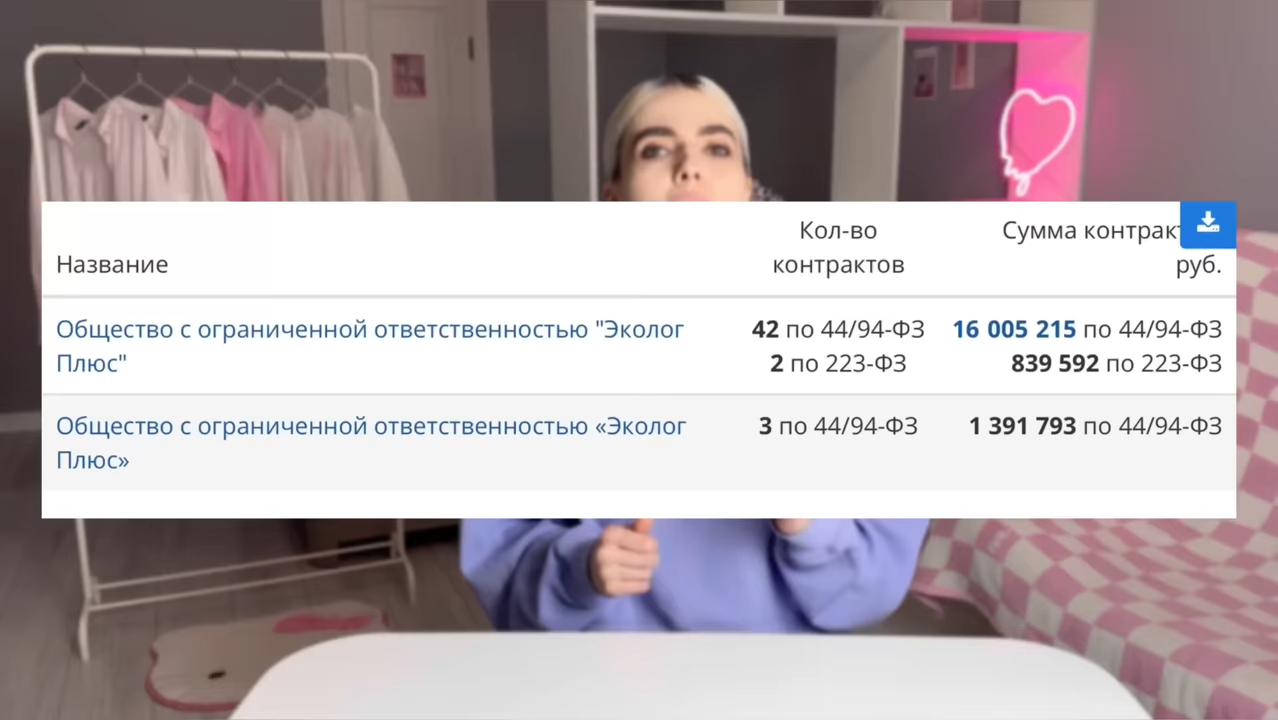 Кол-во
Сумма контракт
Название
контрактов
руб.
Общество с ограниченной ответственностью "Эколог
42 по 44/94-ФЗ
16 005 215 по 44/94-ФЗ
Плюс"
2 по 223-ФЗ
839 592 по 223-ФЗ
Общество с ограниченной ответственностью «Эколог
3 по 44/94-ФЗ
1 391 793 по 44/94-ФЗ
Плюс»